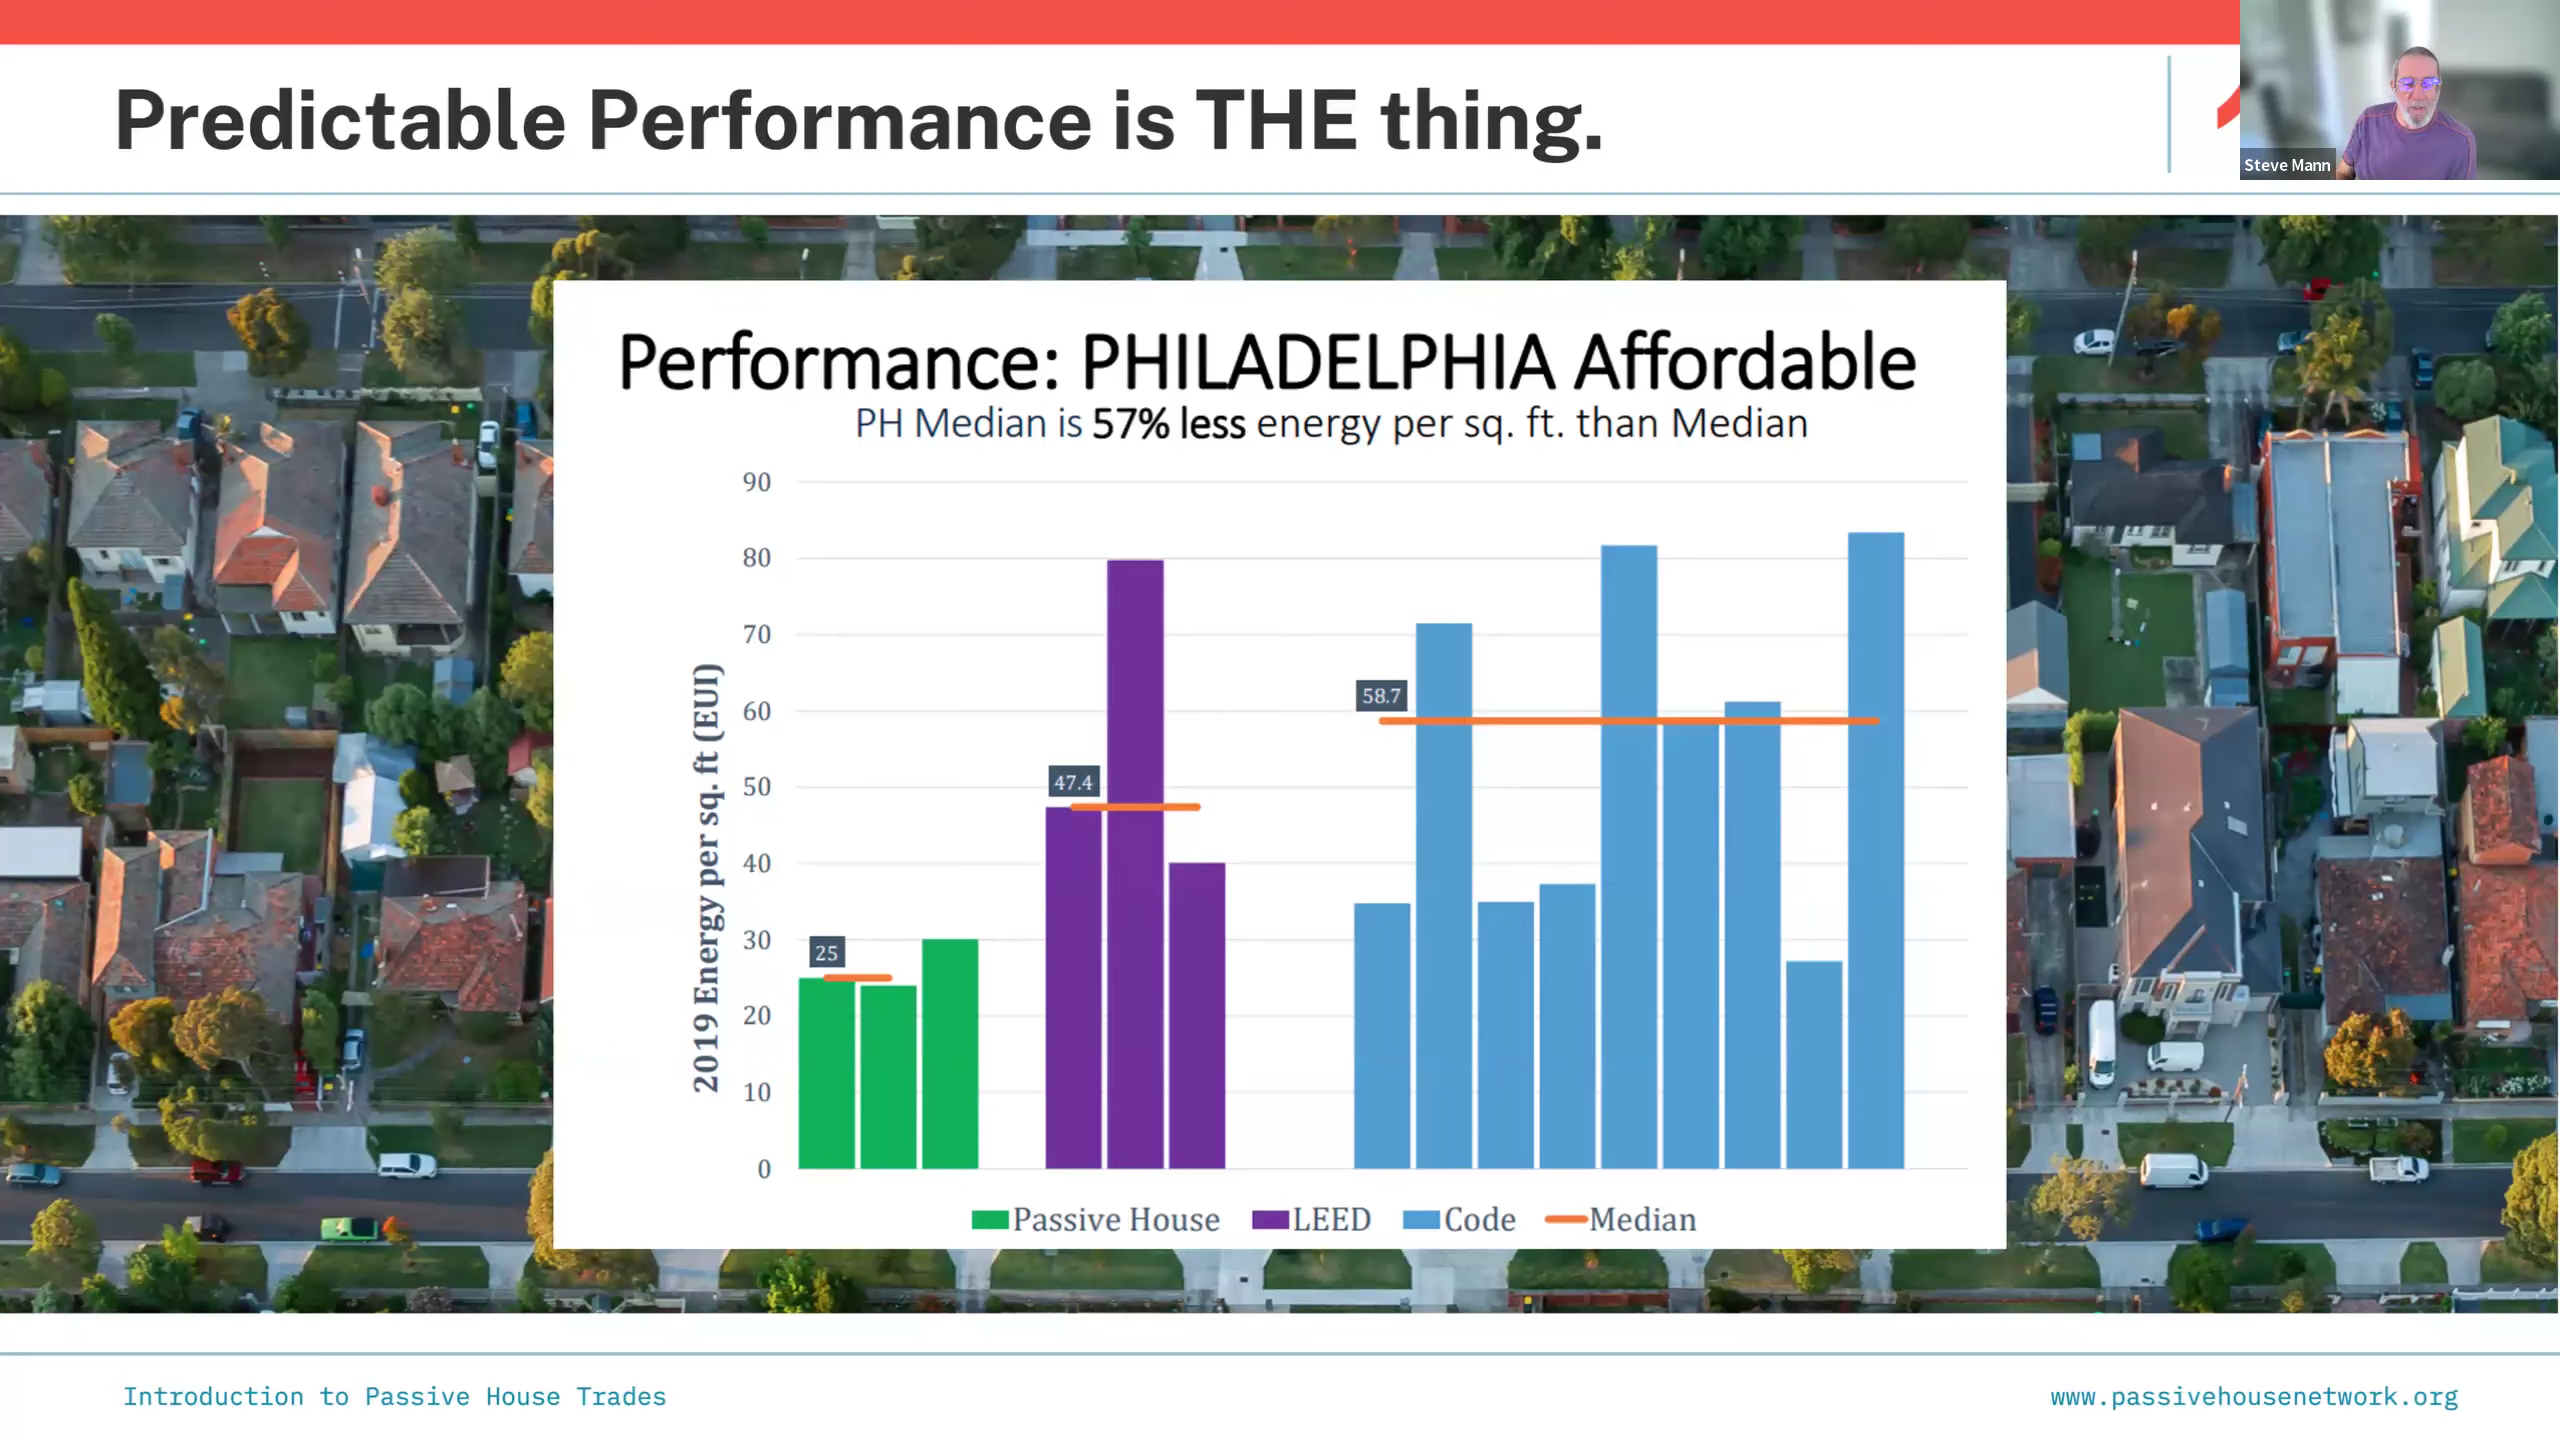 Predictable Performance is THE thing.
Steve Mann
Performance: PHILADELPHIA Affordable
PH Median is 57% less energy per sq. ft. than Median
2019 Energy per sq. ft (EUI)
90
80
70
60
50
40
30
20
10
0
25
47.4
58.7
Passive House
LEED
Code
Median
Introduction to Passive House Trades
www.passivehousenetwork.org